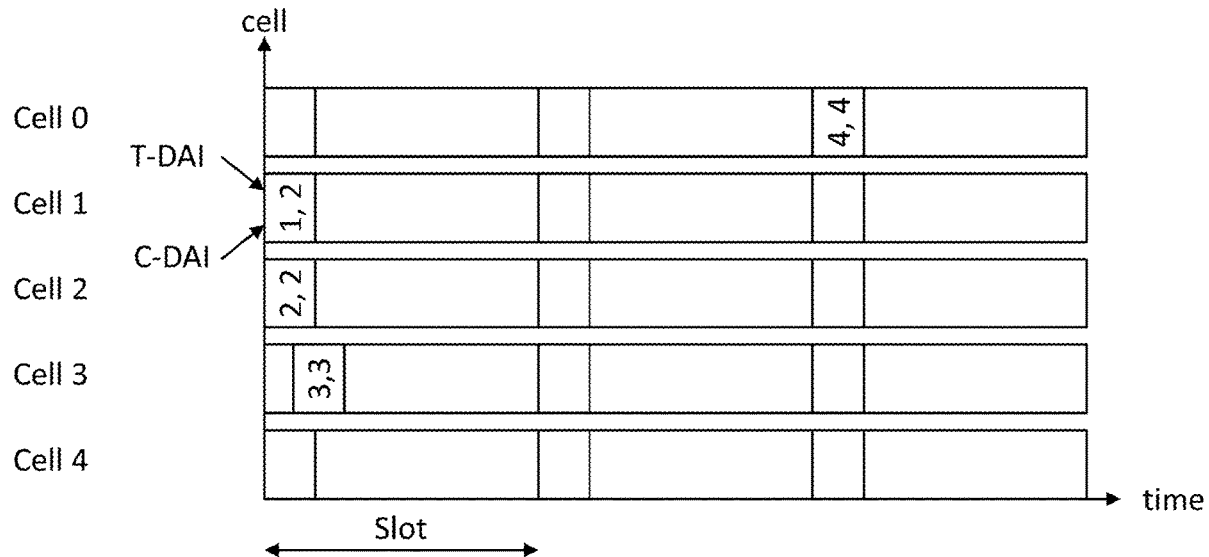 cell
Cell 0
4, 4
T-DAI
Cell 1
1, 2
C-DAI
Cell 2
2, 2
Cell 3
3,3
Cell 4
time
Slot